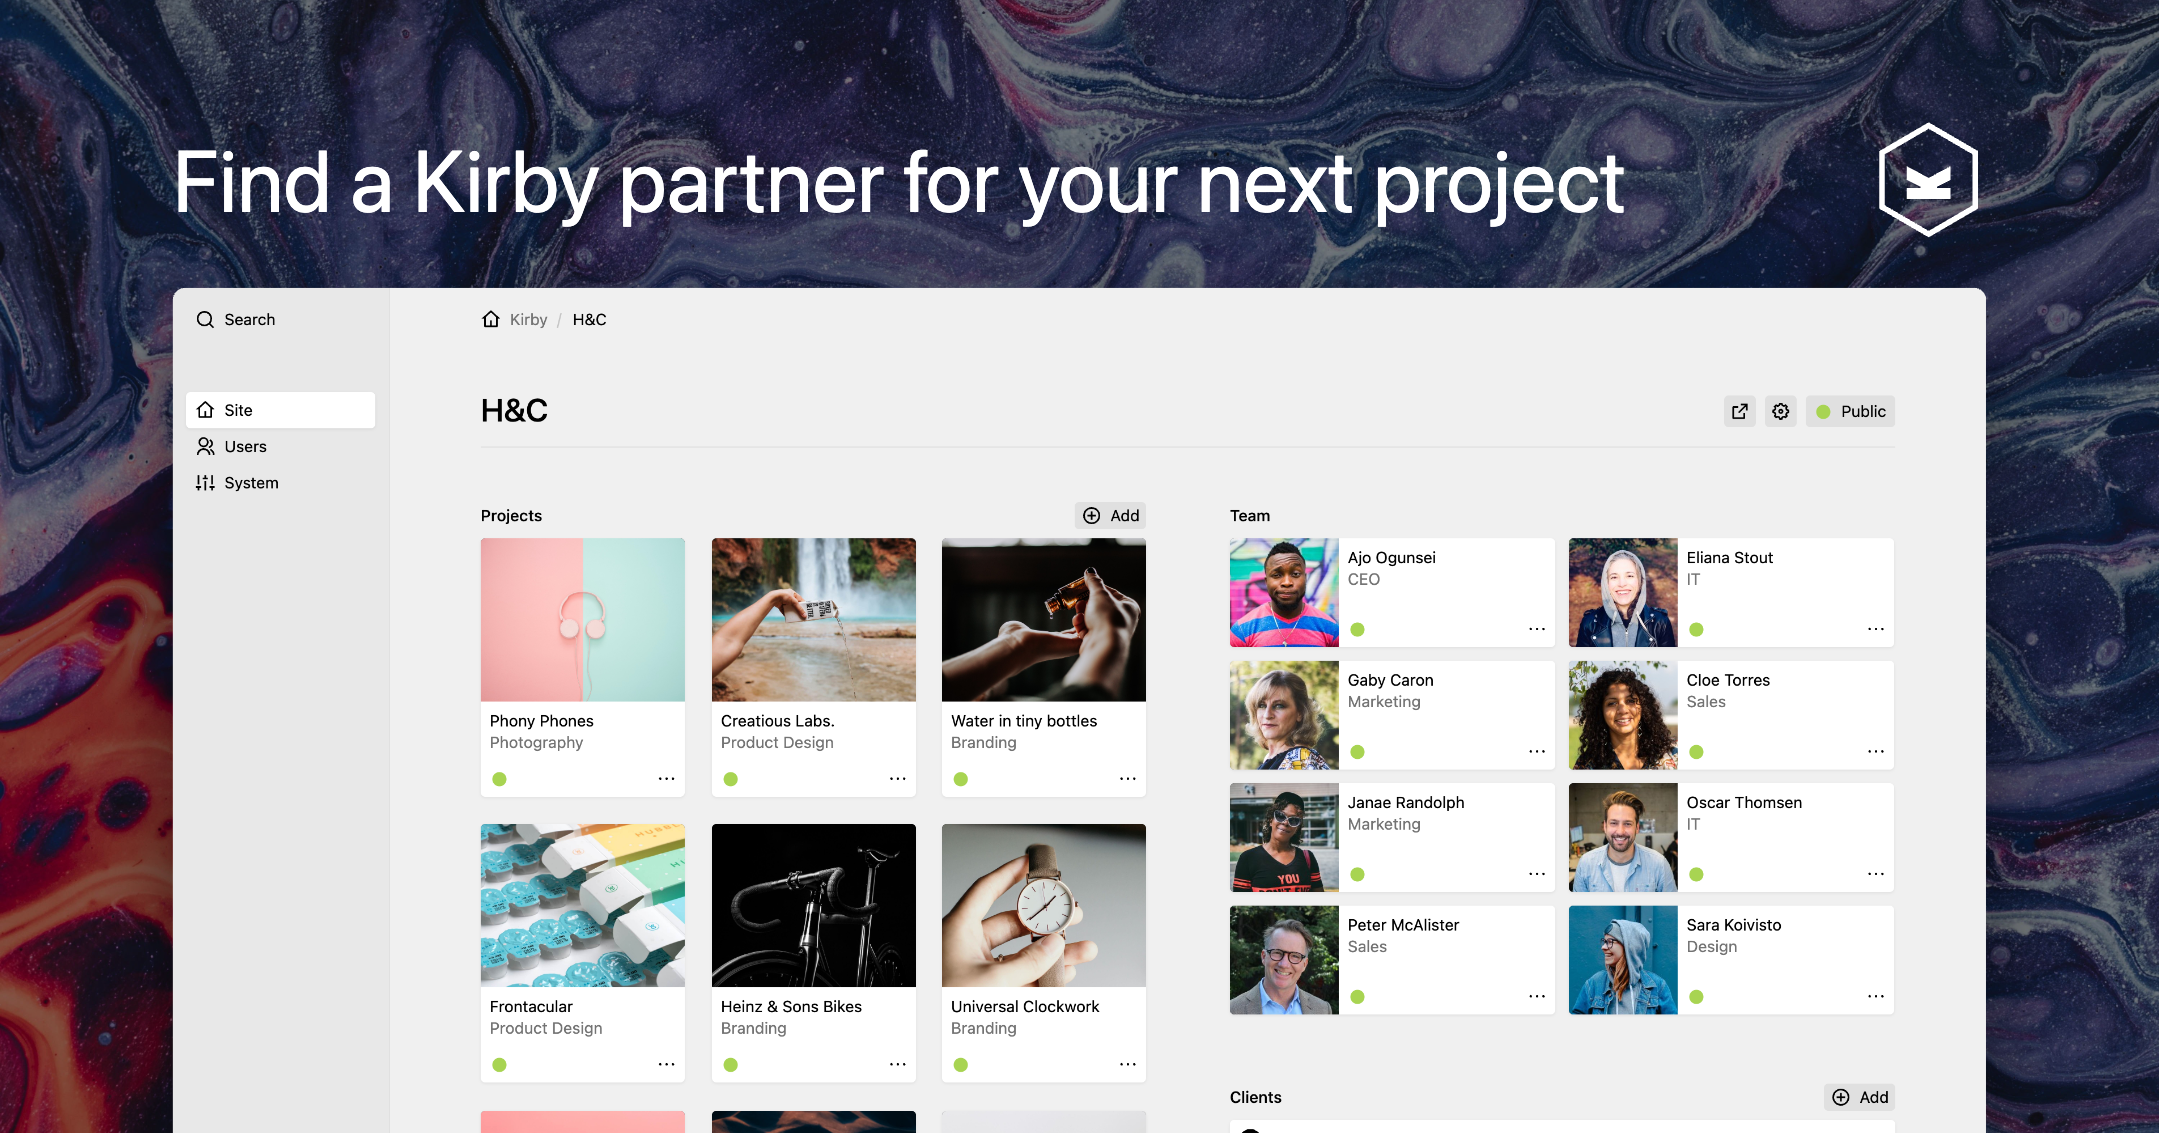 Find a Kirby partner for your next project
Search
Kirby / H&C
Site
Users
System
H&C
Public
Projects
Add
Phony Phones
Photography
Creatious Labs.
Product Design
Water in tiny bottles
Branding
Frontacular
Product Design
Heinz & Sons Bikes
Branding
Universal Clockwork
Branding
Team
Ajo Ogunsei
CEO
Eliana Stout
IT
Gaby Caron
Marketing
Cloe Torres
Sales
Janae Randolph
Marketing
YOU
Oscar Thomsen
IT
Peter McAlister
Sales
Sara Koivisto
Design
Clients
Add